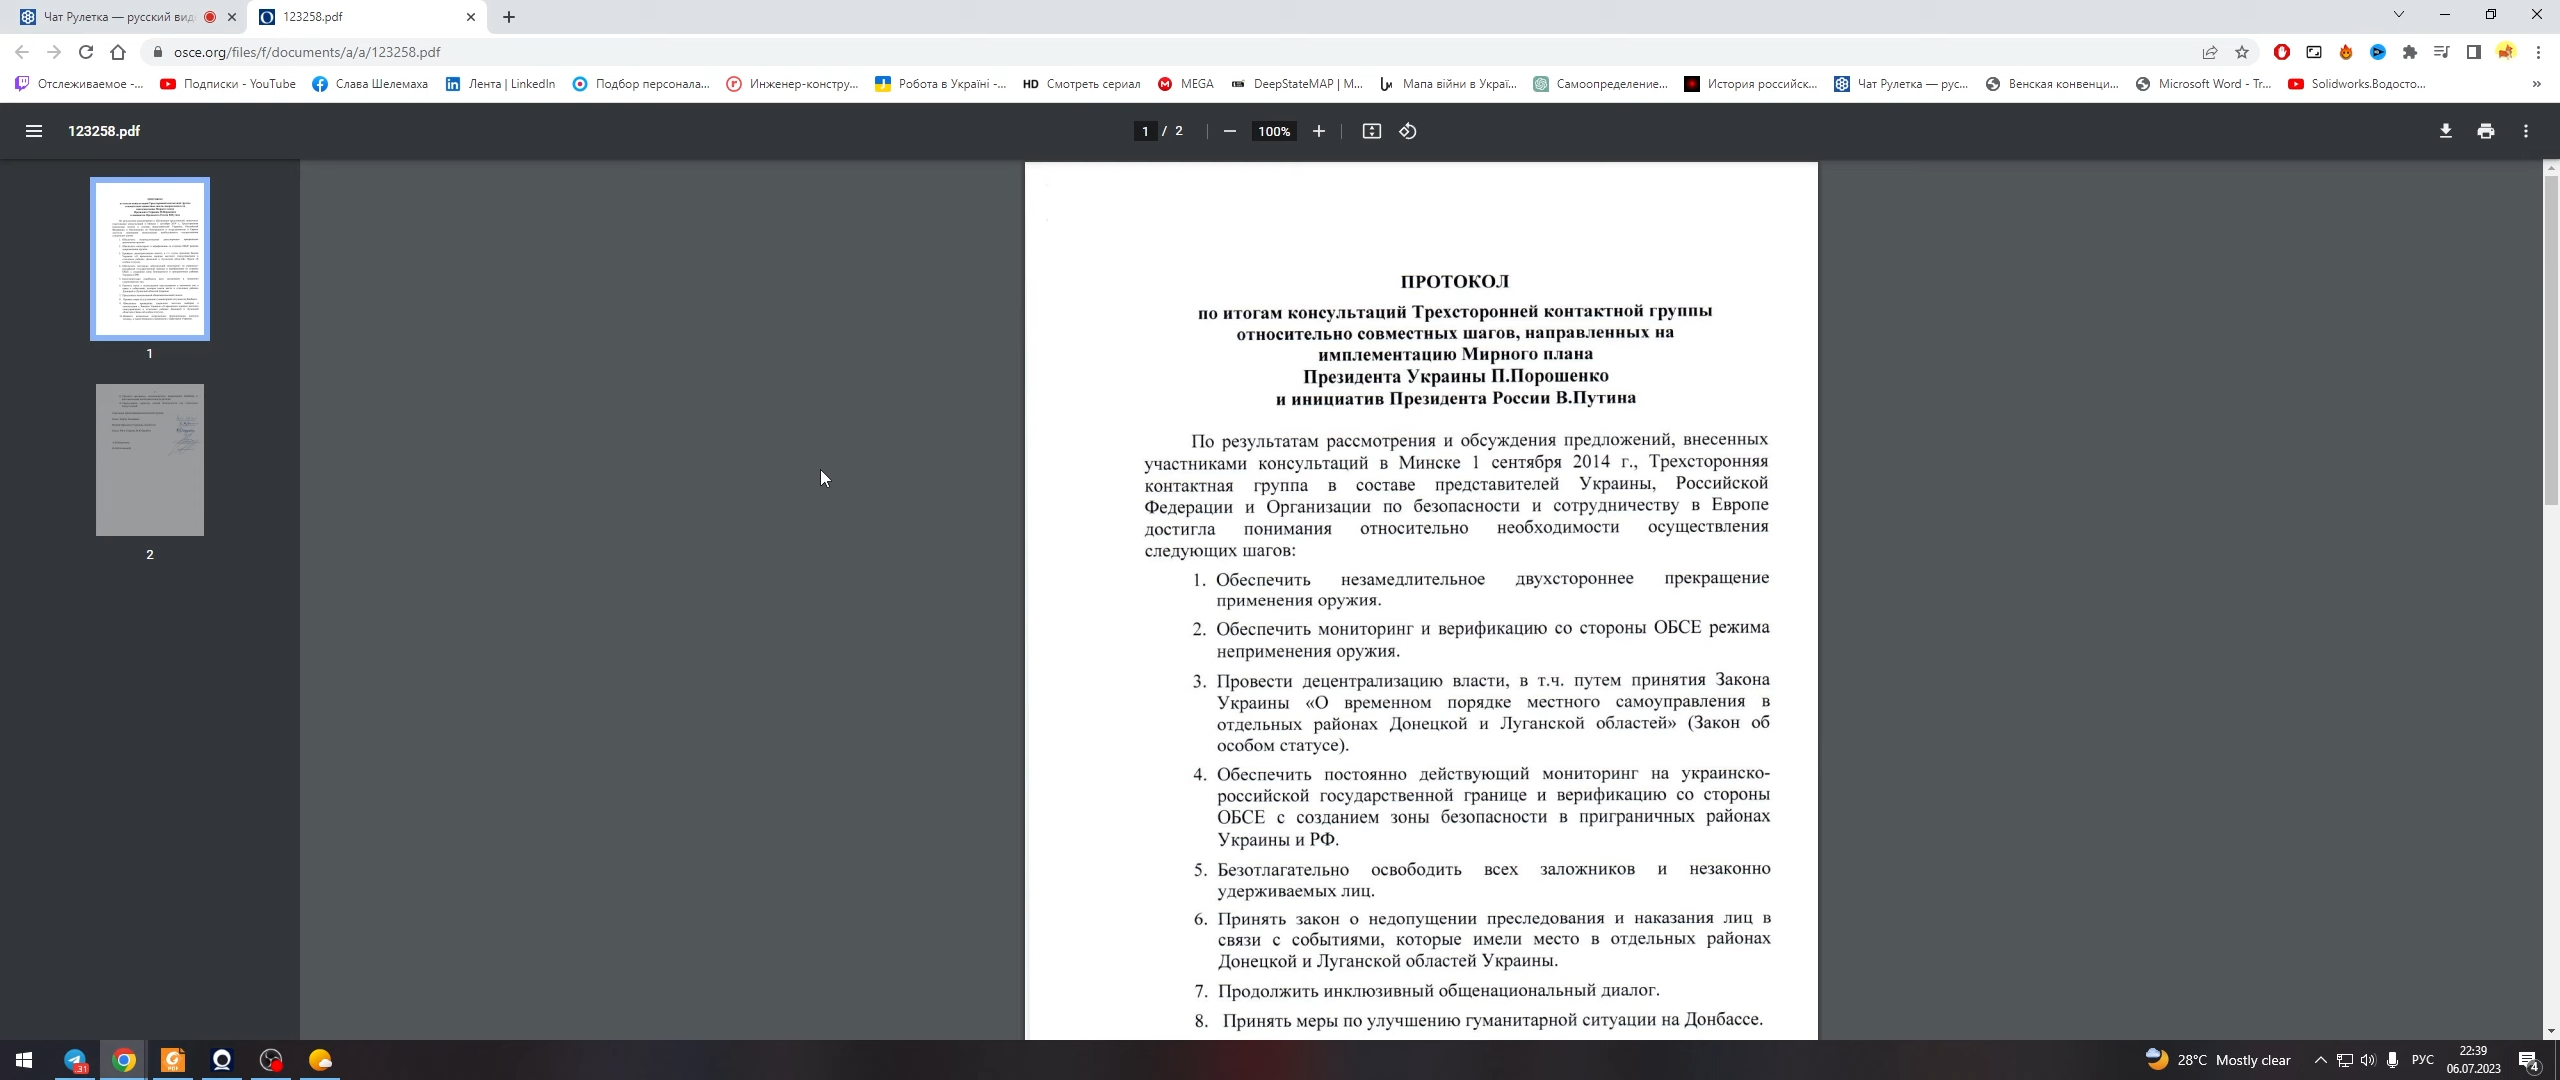 Чат Рулетка — русский вид
123258.pdf
osce.org/files/f/documents/a/a/123258.pdf
Отслеживаемое -...
Подписки - YouTube
Слава Шелемаха
Лента | LinkedIn
Подбор персонала...
Инженер-констру...
Робота в Україні -...
HD Смотреть сериал
MEGA
DeepStateMAP | М...
Мапа війни в Украї...
Самоопределение...
История российск...
Чат Рулетка — рус...
Венская конвенци...
Microsoft Word - Tr...
Solidworks.Водосто...
123258.pdf
1 / 2
100%
1
2
ПРОТОКОЛ
по итогам консультаций Трехсторонней контактной группы
относительно совместных шагов, направленных на
имплементацию Мирного плана
Президента Украины П.Порошенко
и инициатив Президента России В.Путина
По результатам рассмотрения и обсуждения предложений, внесенных
участниками консультаций в Минске 1 сентября 2014 г., Трехсторонняя
контактная группа в составе представителей Украины, Российской
Федерации и Организации по безопасности и сотрудничеству в Европе
достигла понимания относительно необходимости осуществления
следующих шагов:
1. Обеспечить незамедлительное двухстороннее прекращение
применения оружия.
2. Обеспечить мониторинг и верификацию со стороны ОБСЕ режима
неприменения оружия.
3. Провести децентрализацию власти, в т.ч. путем принятия Закона
Украины «О временном порядке местного самоуправления в
отдельных районах Донецкой и Луганской областей» (Закон об
особом статусе).
4. Обеспечить постоянно действующий мониторинг на украинско-
российской государственной границе и верификацию со стороны
ОБСЕ с созданием зоны безопасности в приграничных районах
Украины и РФ.
5. Безотлагательно освободить всех заложников и незаконно
удерживаемых лиц.
6. Принять закон о недопущении преследования и наказания лиц в
связи с событиями, которые имели место в отдельных районах
Донецкой и Луганской областей Украины.
7. Продолжить инклюзивный общенациональный диалог.
8. Принять меры по улучшению гуманитарной ситуации на Донбассе.
31
28°C Mostly clear
РУС
22:39
06.07.2023
4